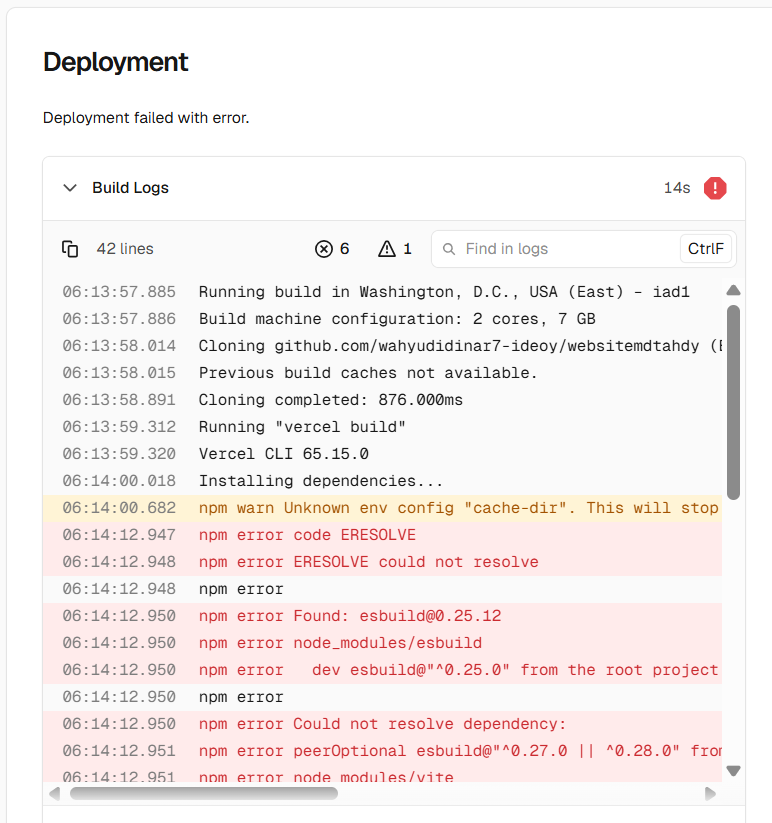 Deployment
Deployment failed with error.
Build Logs 14s
42 lines 6 1 Find in logs CtrlF
06:13:57.885 Running build in Washington, D.C., USA (East) – iad1
06:13:57.886 Build machine configuration: 2 cores, 7 GB
06:13:58.014 Cloning github.com/wahyudidinar7-ideoy/websitemdtahdy (
06:13:58.015 Previous build caches not available.
06:13:58.891 Cloning completed: 876.000ms
06:13:59.312 Running "vercel build"
06:13:59.320 Vercel CLI 65.15.0
06:14:00.018 Installing dependencies...
06:14:00.682 npm warn Unknown env config "cache-dir". This will stop
06:14:12.947 npm error code ERESOLVE
06:14:12.948 npm error ERESOLVE could not resolve
06:14:12.948 npm error
06:14:12.950 npm error Found: esbuild@0.25.12
06:14:12.950 npm error node_modules/esbuild
06:14:12.950 npm error   dev esbuild@"^0.25.0" from the root project
06:14:12.950 npm error
06:14:12.950 npm error Could not resolve dependency:
06:14:12.951 npm error peerOptional esbuild@"^0.27.0 || ^0.28.0" from
06:14:12.951 npm error node_modules/vite